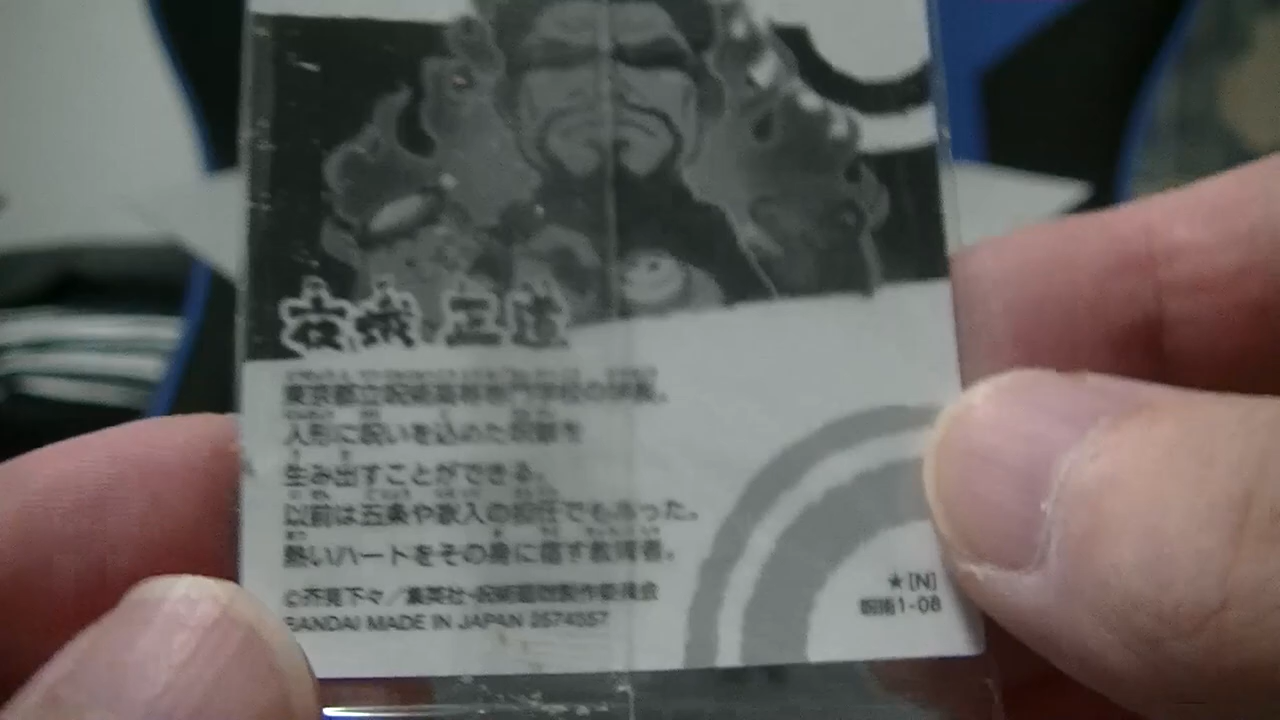 夜蛾 正道
東京都立呪術高等専門学校の学長。
人形に呪いを込めた呪骸を
生み出すことができる。
以前は五条や家入の担任でもあった。
熱いハートをその身に宿す教育者。
©芥見下々／集英社・呪術廻戦製作委員会
BANDAI MADE IN JAPAN 2574557
★[N]
呪術1-08